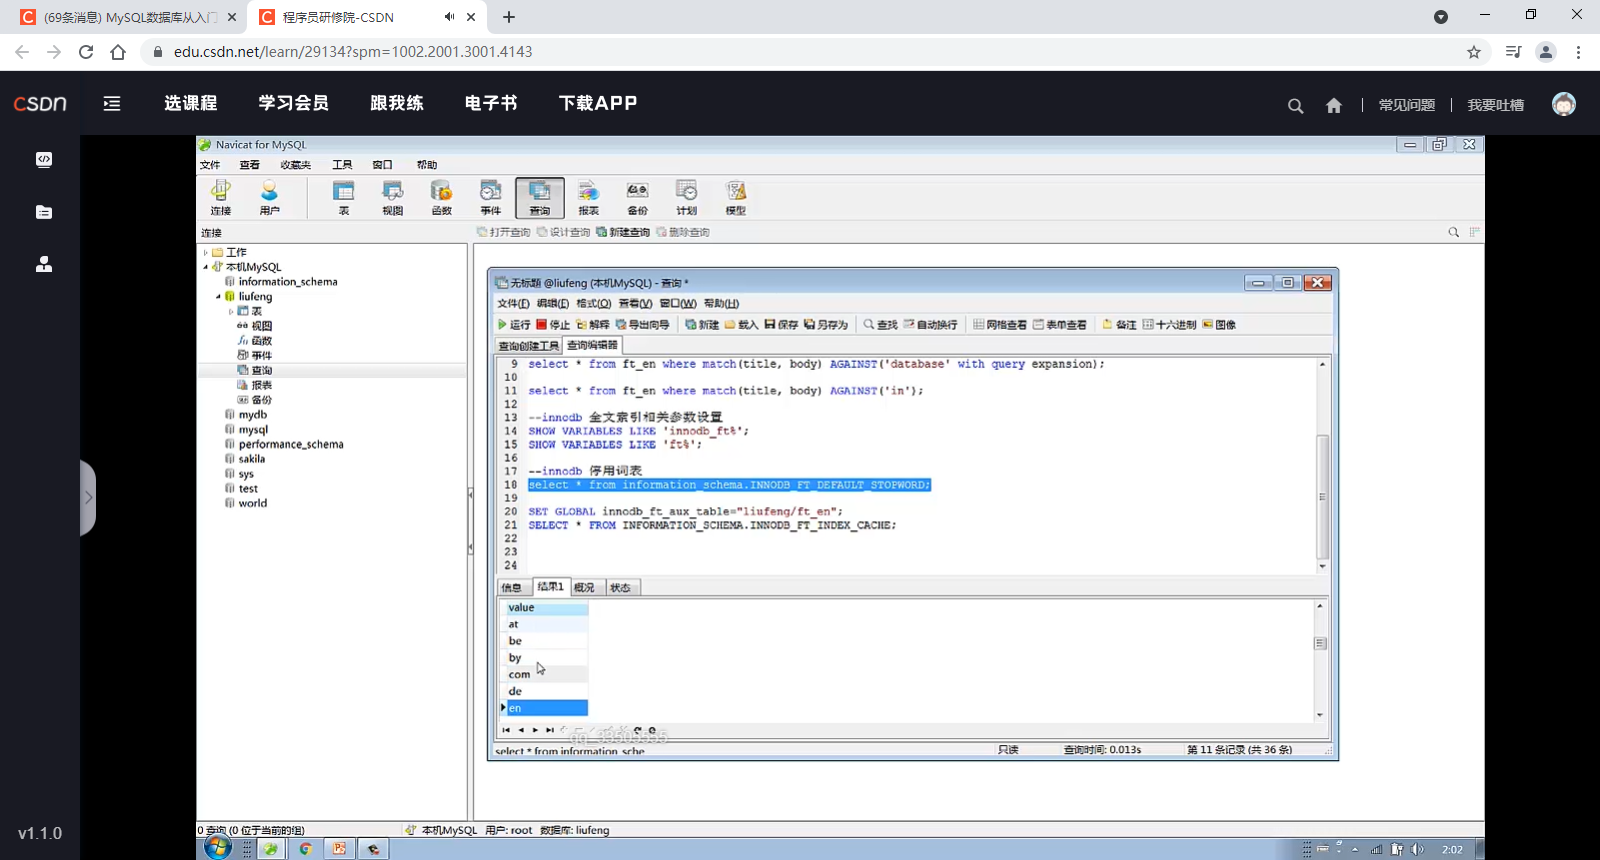 (69条消息) MySQL数据库从入门
程序员研修院-CSDN
edu.csdn.net/learn/29134?spm=1002.2001.3001.4143
CSDN
选课程
学习会员
跟我练
电子书
下载APP
常见问题
我要吐槽
Navicat for MySQL
文件 查看 收藏夹 工具 窗口 帮助
连接 用户 表 视图 函数 事件 查询 报表 备份 计划 模型
连接
打开查询 设计查询 新建查询 删除查询
工作
本机MySQL
information_schema
liufeng
表
视图
函数
事件
查询
报表
备份
mydb
mysql
performance_schema
sakila
sys
test
world
无标题 @liufeng (本机MySQL) - 查询 *
文件(F) 编辑(E) 格式(O) 查看(V) 窗口(W) 帮助(H)
运行 停止 解释 导出向导 新建 载入 保存 另存为 查找 自动换行 网格查看 表单查看 备注 十六进制 图像
查询创建工具 查询编辑器
9 select * from ft_en where match(title, body) AGAINST('database' with query expansion);
10
11 select * from ft_en where match(title, body) AGAINST('in');
12
13 --innodb 全文索引相关参数设置
14 SHOW VARIABLES LIKE 'innodb_ft%';
15 SHOW VARIABLES LIKE 'ft%';
16
17 --innodb 停用词表
18 select * from information_schema.INNODB_FT_DEFAULT_STOPWORD;
19
20 SET GLOBAL innodb_ft_aux_table="liufeng/ft_en";
21 SELECT * FROM INFORMATION_SCHEMA.INNODB_FT_INDEX_CACHE;
22
23
24
信息 结果1 概况 状态
value
at
be
by
com
de
en
select * from information_sche
只读
查询时间: 0.013s
第 11 条记录 (共 36 条)
0 查询 (0 位于当前的组)
本机MySQL 用户: root 数据库: liufeng
2:02
v1.1.0